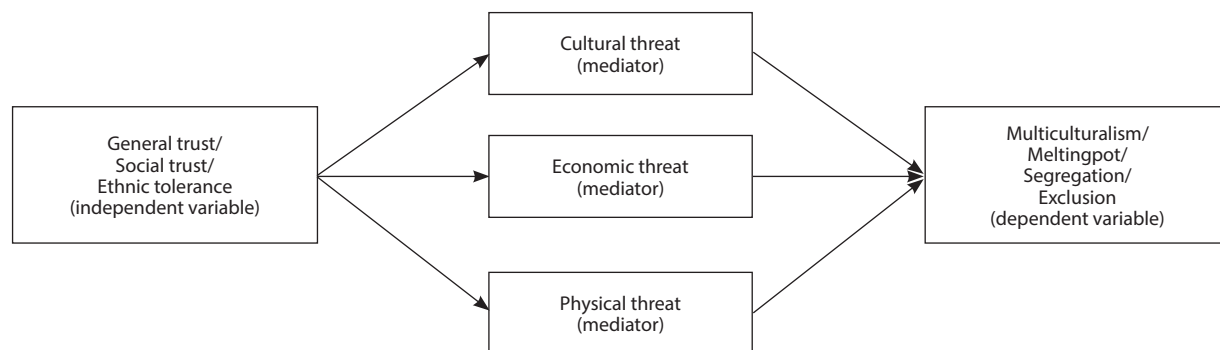 General trust/
Social trust/
Ethnic tolerance
(independent variable)
Cultural threat
(mediator)
Economic threat
(mediator)
Physical threat
(mediator)
Multiculturalism/
Meltingpot/
Segregation/
Exclusion
(dependent variable)